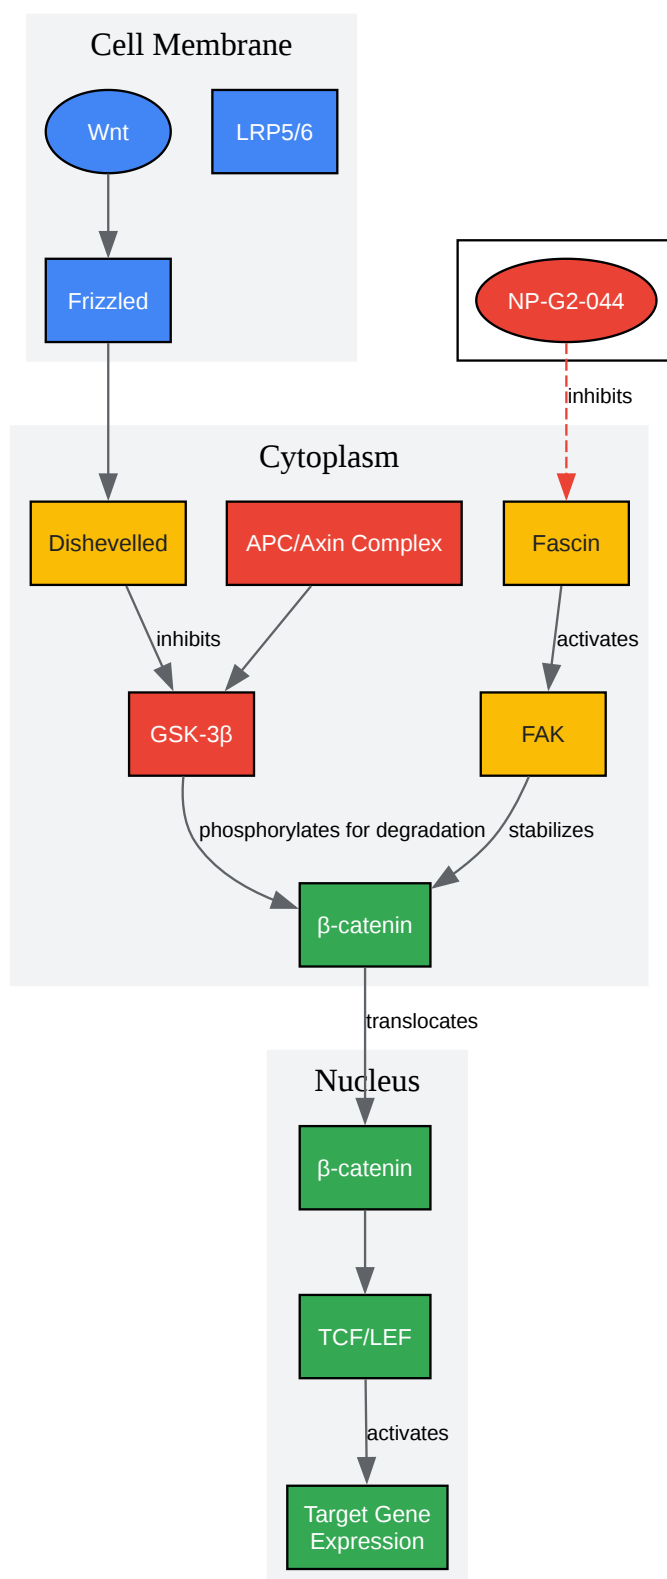 Cell Membrane
Wnt
LRP5/6
Frizzled
NP-G2-044
inhibits
Cytoplasm
Dishevelled
APC/Axin Complex
Fascin
inhibits
activates
GSK-3β
FAK
phosphorylates for degradation
stabilizes
β-catenin
translocates
Nucleus
β-catenin
TCF/LEF
activates
Target Gene
Expression